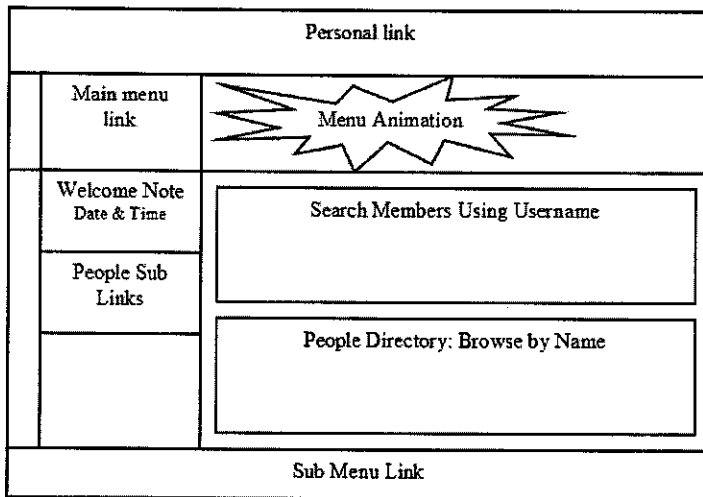 Personal link
Main menu
link
Menu Animation
Welcome Note
Date & Time
Search Members Using Username
People Sub
Links
People Directory: Browse by Name
Sub Menu Link